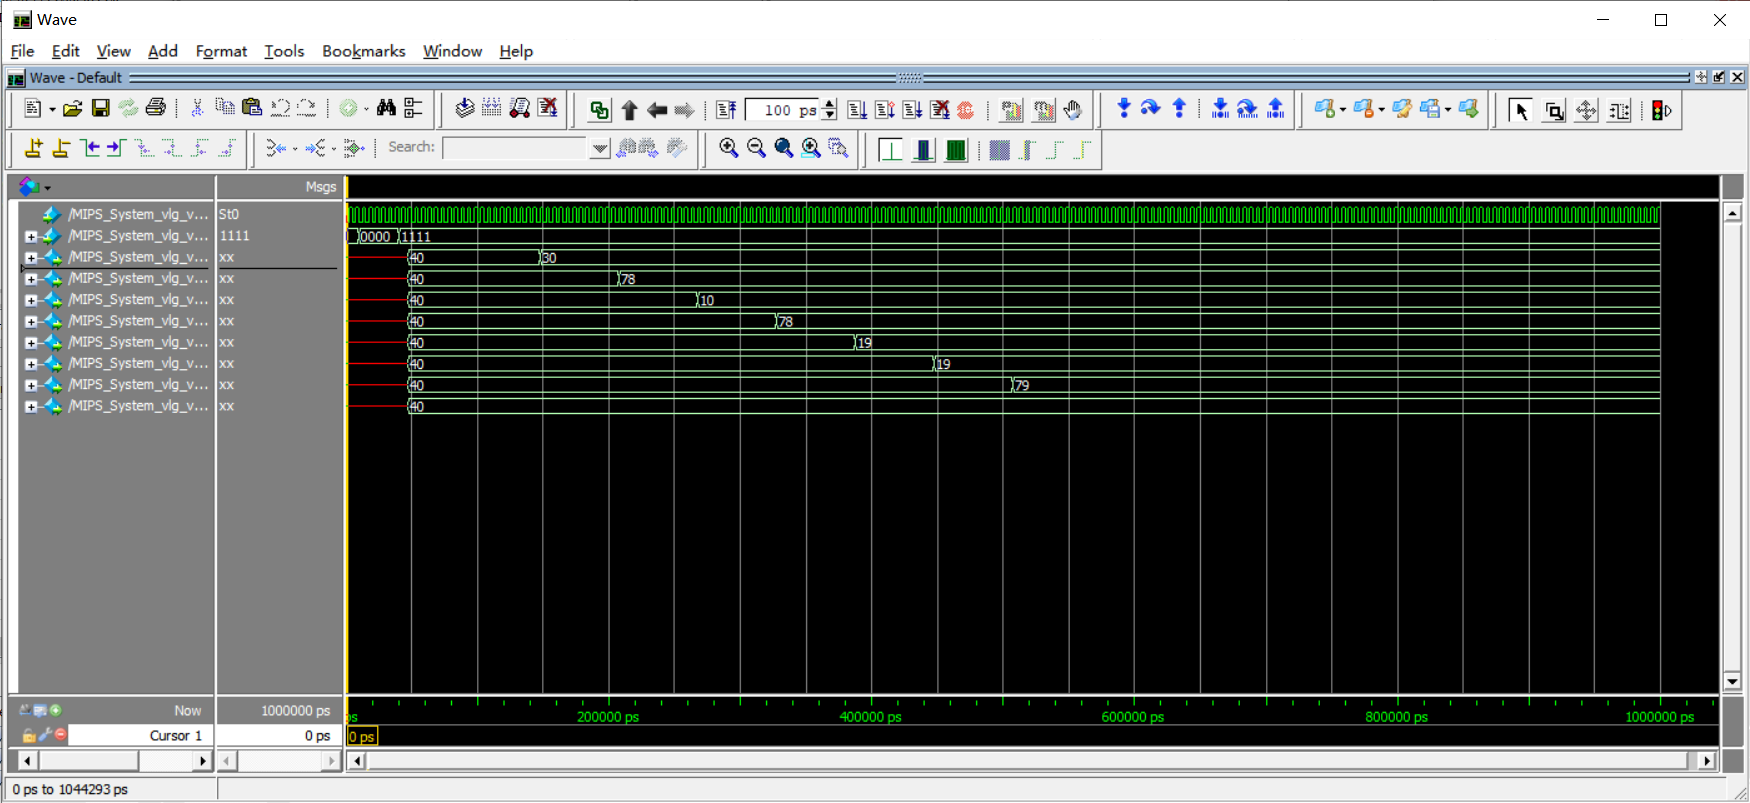 Wave
File Edit View Add Format Tools Bookmarks Window Help
Wave - Default
100 ps
Search:
Msgs
/MIPS_System_vlg_v... St0
/MIPS_System_vlg_v... 1111 0000 1111
/MIPS_System_vlg_v... xx 40 30
/MIPS_System_vlg_v... xx 40 78
/MIPS_System_vlg_v... xx 40 10
/MIPS_System_vlg_v... xx 40 78
/MIPS_System_vlg_v... xx 40 19
/MIPS_System_vlg_v... xx 40 19
/MIPS_System_vlg_v... xx 40 79
/MIPS_System_vlg_v... xx 40
Now 1000000 ps ps 200000 ps 400000 ps 600000 ps 800000 ps 1000000 ps
Cursor 1 0 ps 0 ps
0 ps to 1044293 ps